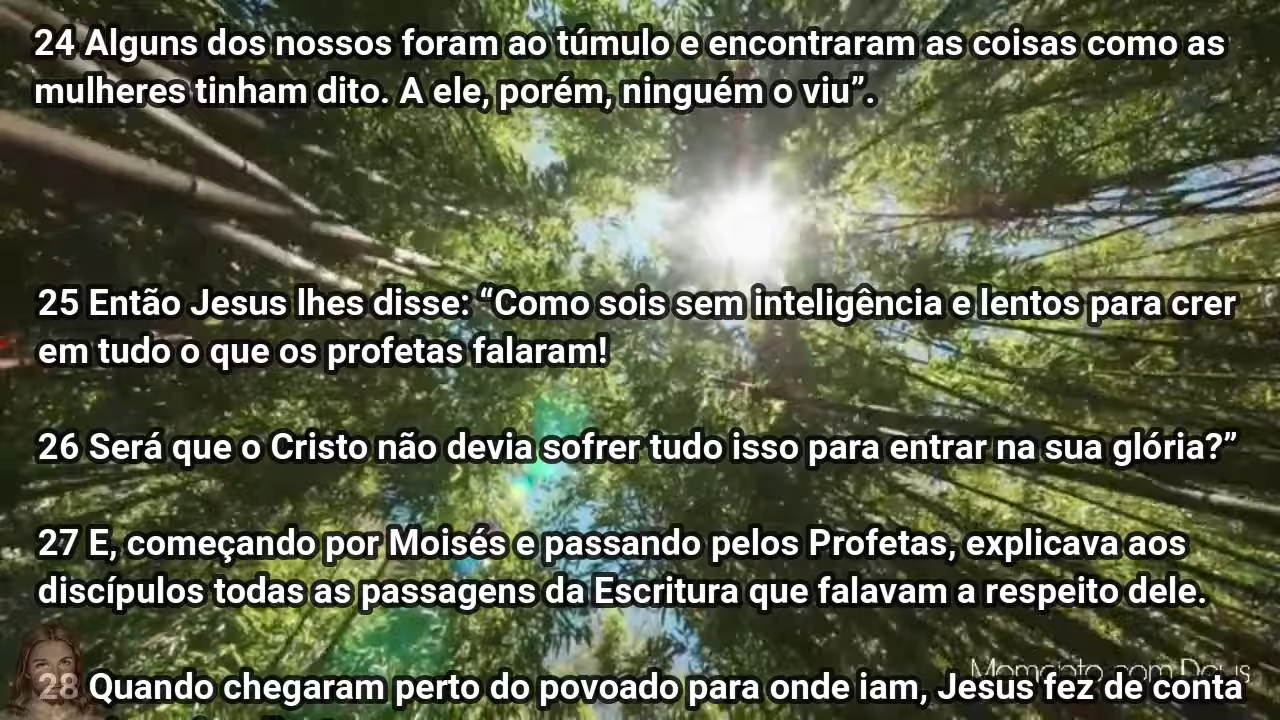 24 Alguns dos nossos foram ao túmulo e encontraram as coisas como as
mulheres tinham dito. A ele, porém, ninguém o viu”.
25 Então Jesus lhes disse: “Como sois sem inteligência e lentos para crer
em tudo o que os profetas falaram!
26 Será que o Cristo não devia sofrer tudo isso para entrar na sua glória?”
27 E, começando por Moisés e passando pelos Profetas, explicava aos
discípulos todas as passagens da Escritura que falavam a respeito dele.
Momento com Deus
28 Quando chegaram perto do povoado para onde iam, Jesus fez de conta